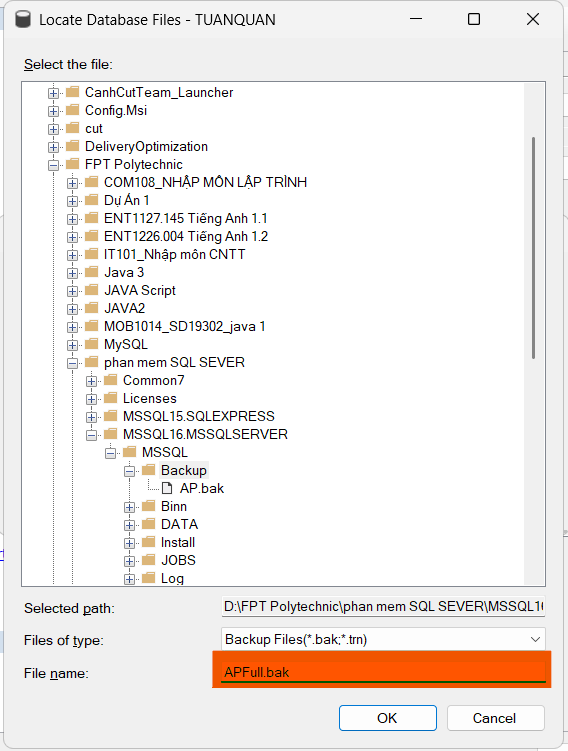 Locate Database Files - TUANQUAN
Select the file:
CanhCutTeam_Launcher
Config.Msi
cut
DeliveryOptimization
FPT Polytechnic
COM108_NHẬP MÔN LẬP TRÌNH
Dự Án 1
ENT1127.145 Tiếng Anh 1.1
ENT1226.004 Tiếng Anh 1.2
IT101_Nhập môn CNTT
Java 3
JAVA Script
JAVA2
MOB1014_SD19302_java 1
MySQL
phan mem SQL SEVER
Common7
Licenses
MSSQL15.SQLEXPRESS
MSSQL16.MSSQLSERVER
MSSQL
Backup
AP.bak
Binn
DATA
Install
JOBS
Log
Selected path: D:\FPT Polytechnic\phan mem SQL SEVER\MSSQL16
Files of type: Backup Files(*.bak;*.trn)
File name: APFull.bak
OK Cancel